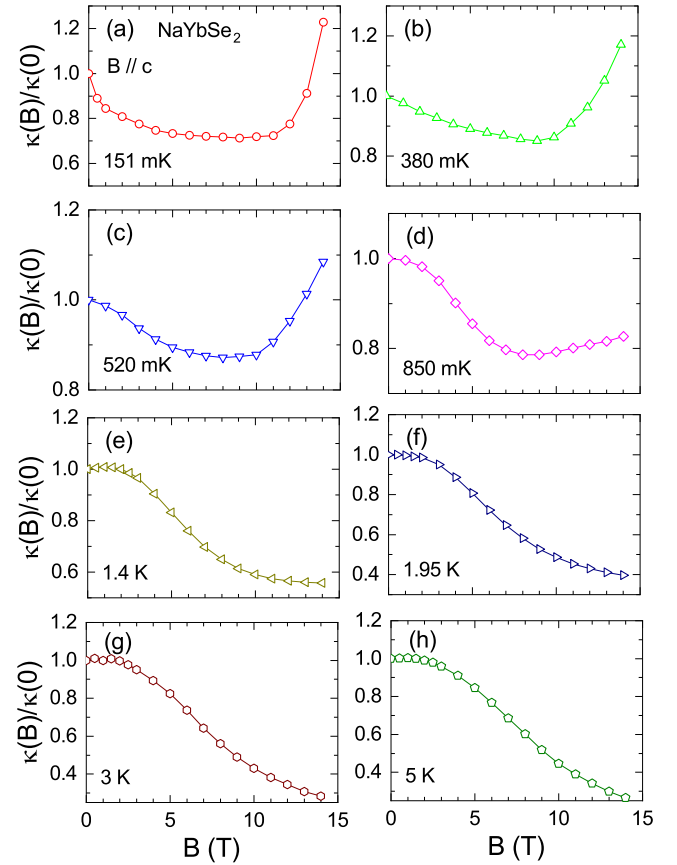 (a) NaYbSe2
B // c
151 mK
κ(B)/κ(0)
1.2
1.0
0.8
0.6
(b)
380 mK
1.2
1.0
0.8
(c)
520 mK
κ(B)/κ(0)
1.2
1.0
0.8
(d)
850 mK
1.0
0.8
(e)
1.4 K
κ(B)/κ(0)
1.2
1.0
0.8
0.6
(f)
1.95 K
1.2
1.0
0.8
0.6
0.4
(g)
3 K
κ(B)/κ(0)
1.2
1.0
0.8
0.6
0.4
0 5 10 15
B (T)
(h)
5 K
1.2
1.0
0.8
0.6
0.4
0 5 10 15
B (T)